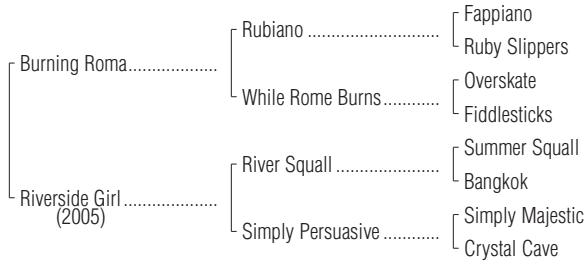 Fappiano
Rubiano
Ruby Slippers
Burning Roma
Overskate
While Rome Burns
Fiddlesticks
Summer Squall
River Squall
Bangkok
Riverside Girl
(2005)
Simply Majestic
Simply Persuasive
Crystal Cave